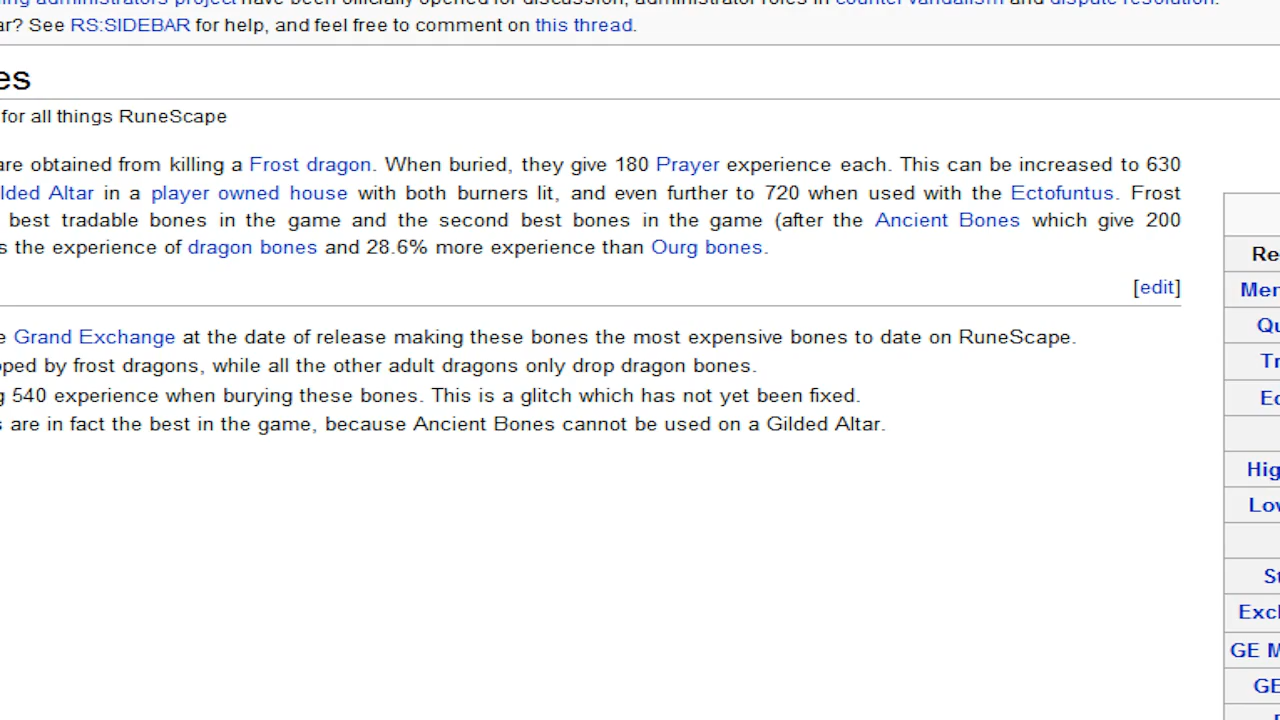 administrators project have been officially opened for discussion, administrator roles in counter-vandalism and dispute resolution.
ar? See RS:SIDEBAR for help, and feel free to comment on this thread.
es
for all things RuneScape
are obtained from killing a Frost dragon. When buried, they give 180 Prayer experience each. This can be increased to 630
lded Altar in a player owned house with both burners lit, and even further to 720 when used with the Ectofuntus. Frost
best tradable bones in the game and the second best bones in the game (after the Ancient Bones which give 200
s the experience of dragon bones and 28.6% more experience than Ourg bones.
[edit]
e Grand Exchange at the date of release making these bones the most expensive bones to date on RuneScape.
pped by frost dragons, while all the other adult dragons only drop dragon bones.
g 540 experience when burying these bones. This is a glitch which has not yet been fixed.
s are in fact the best in the game, because Ancient Bones cannot be used on a Gilded Altar.
Re
Mem
Qu
Tr
Eq
Hig
Low
St
Exch
GE M
GE